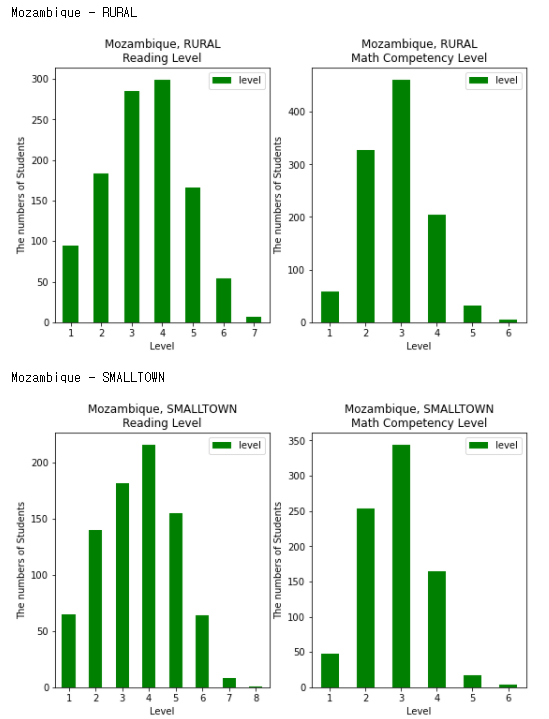 Mozambique - RURAL
Mozambique, RURAL
Reading Level
level
300
250
200
150
100
50
0
The numbers of Students
1 2 3 4 5 6 7
Level
Mozambique, RURAL
Math Competency Level
level
400
300
200
100
0
The numbers of Students
1 2 3 4 5 6
Level
Mozambique - SMALLTOWN
Mozambique, SMALLTOWN
Reading Level
level
200
150
100
50
0
The numbers of Students
1 2 3 4 5 6 7 8
Level
Mozambique, SMALLTOWN
Math Competency Level
level
350
300
250
200
150
100
50
0
The numbers of Students
1 2 3 4 5 6
Level